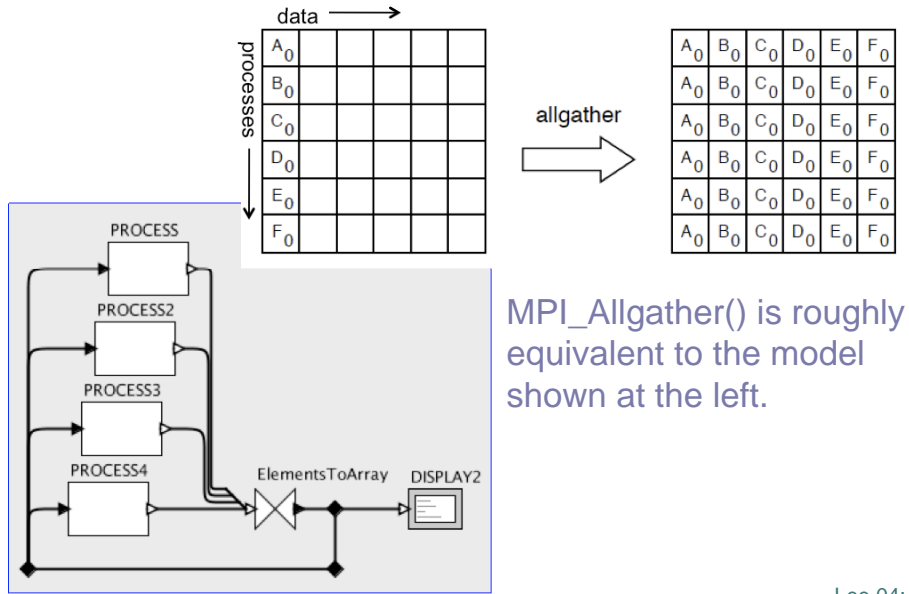 data
processes
A0
B0
C0
D0
E0
F0
allgather
A0 B0 C0 D0 E0 F0
A0 B0 C0 D0 E0 F0
A0 B0 C0 D0 E0 F0
A0 B0 C0 D0 E0 F0
A0 B0 C0 D0 E0 F0
A0 B0 C0 D0 E0 F0
PROCESS
PROCESS2
PROCESS3
PROCESS4
ElementsToArray
DISPLAY2
MPI_Allgather() is roughly
equivalent to the model
shown at the left.